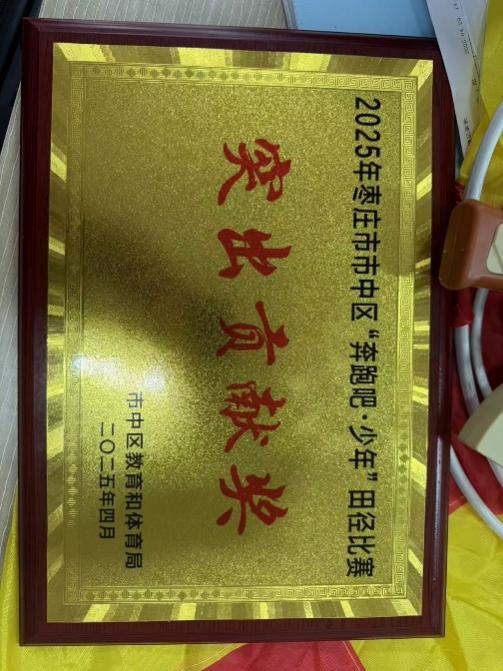 2025年枣庄市市中区“奔跑吧·少年”田径比赛
突出贡献奖
市中区教育和体育局
二〇二五年四月